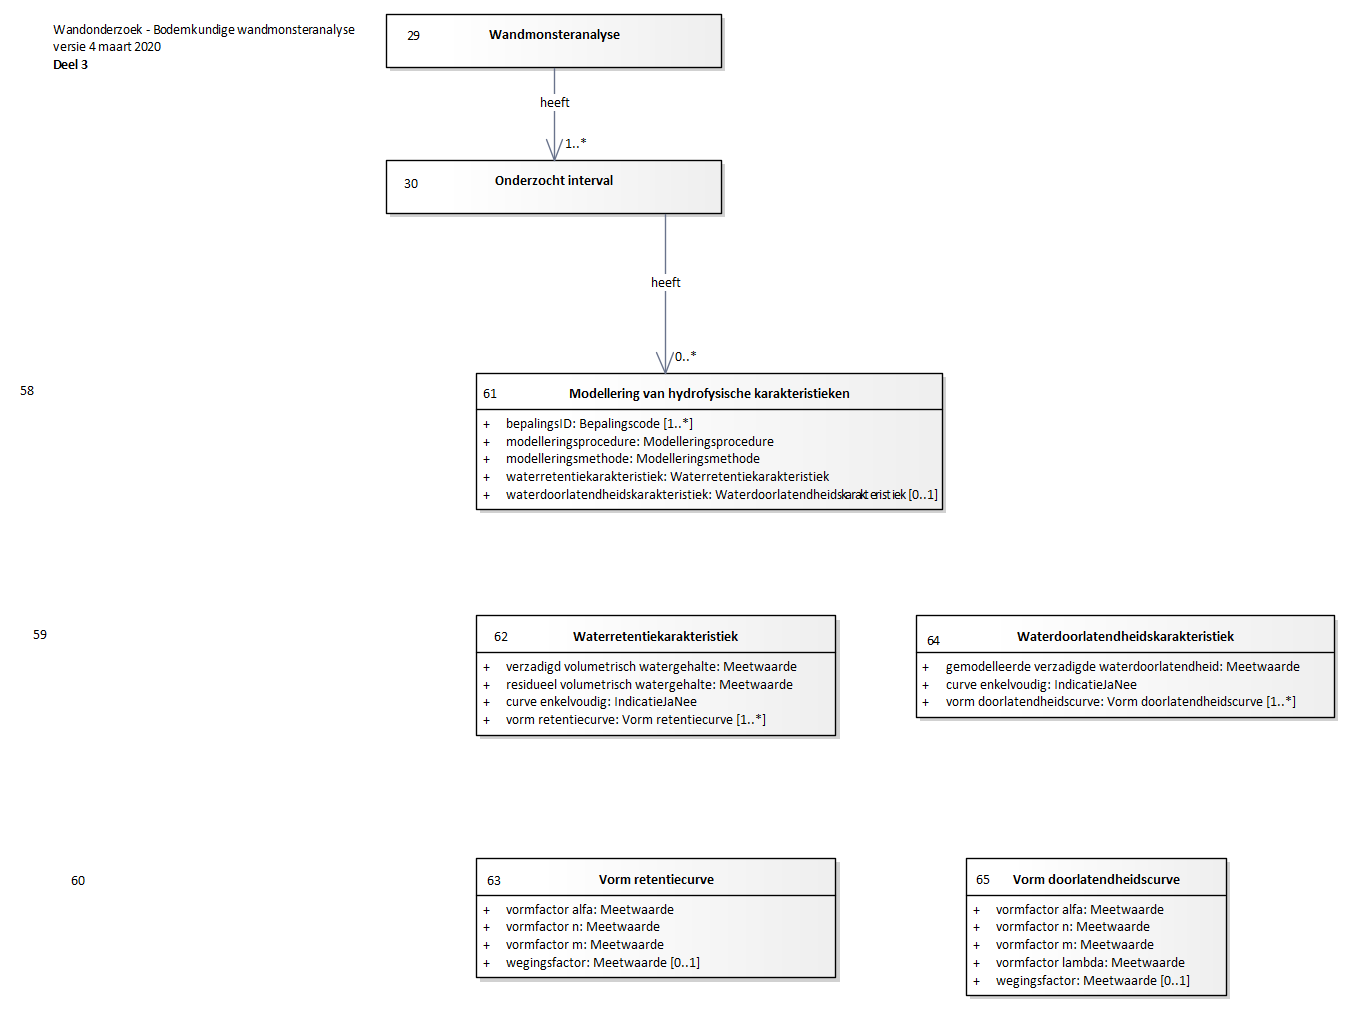 Wandonderzoek - Bodemkundige wandmonsteranalyse
versie 4 maart 2020
Deel 3
29 Wandmonsteranalyse
heeft
1..*
30 Onderzocht interval
heeft
0..*
58
61 Modellering van hydrofysische karakteristieken
+ bepalingsID: Bepalingscode [1..*]
+ modelleringsprocedure: Modelleringsprocedure
+ modelleringsmethode: Modelleringsmethode
+ waterretentiekarakteristiek: Waterretentiekarakteristiek
+ waterdoorlatendheidskarakteristiek: Waterdoorlatendheidskarakteristiek [0..1]
59
62 Waterretentiekarakteristiek
+ verzadigd volumetrisch watergehalte: Meetwaarde
+ residueel volumetrisch watergehalte: Meetwaarde
+ curve enkelvoudig: IndicatieJaNee
+ vorm retentiecurve: Vorm retentiecurve [1..*]
64 Waterdoorlatendheidskarakteristiek
+ gemodelleerde verzadigde waterdoorlatendheid: Meetwaarde
+ curve enkelvoudig: IndicatieJaNee
+ vorm doorlatendheidscurve: Vorm doorlatendheidscurve [1..*]
60
63 Vorm retentiecurve
+ vormfactor alfa: Meetwaarde
+ vormfactor n: Meetwaarde
+ vormfactor m: Meetwaarde
+ wegingsfactor: Meetwaarde [0..1]
65 Vorm doorlatendheidscurve
+ vormfactor alfa: Meetwaarde
+ vormfactor n: Meetwaarde
+ vormfactor m: Meetwaarde
+ vormfactor lambda: Meetwaarde
+ wegingsfactor: Meetwaarde [0..1]